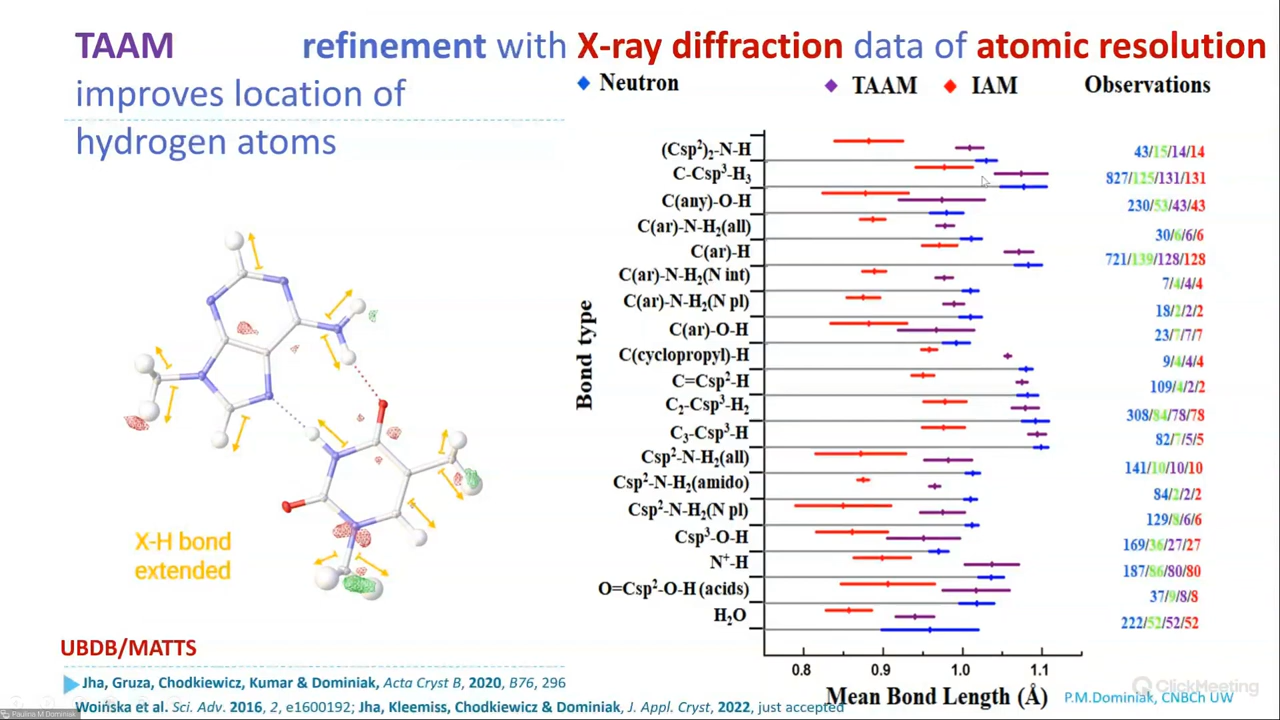 TAAM refinement with X-ray diffraction data of atomic resolution
improves location of
hydrogen atoms
Neutron TAAM IAM Observations
(Csp²)₂-N-H 43/15/14/14
C-Csp³-H₃ 827/125/131/131
C(any)-O-H 230/53/43/43
C(ar)-N-H₂(all) 30/6/6/6
C(ar)-H 721/139/128/128
C(ar)-N-H₂(N int) 7/4/4/4
C(ar)-N-H₂(N pl) 18/2/2/2
C(ar)-O-H 23/7/7/7
C(cyclopropyl)-H 9/4/4/4
C=Csp²-H 109/4/2/2
C₂-Csp³-H₂ 308/84/78/78
C₃-Csp³-H 82/7/5/5
Csp²-N-H₂(all) 141/10/10/10
Csp²-N-H₂(amido) 84/2/2/2
Csp²-N-H₂(N pl) 129/8/6/6
Csp³-O-H 169/36/27/27
N⁺-H 187/86/80/80
O=Csp²-O-H (acids) 37/9/8/8
H₂O 222/52/52/52
Bond type
0.8 0.9 1.0 1.1
Mean Bond Length (Å)
X-H bond
extended
UBDB/MATTS
Jha, Gruza, Chodkiewicz, Kumar & Dominiak, Acta Cryst B, 2020, B76, 296
Woińska et al. Sci. Adv. 2016, 2, e1600192; Jha, Kleemiss, Chodkiewicz & Dominiak, J. Appl. Cryst, 2022, just accepted
P.M.Dominiak, CNBCh UW
ClickMeeting
Paulina M Dominiak